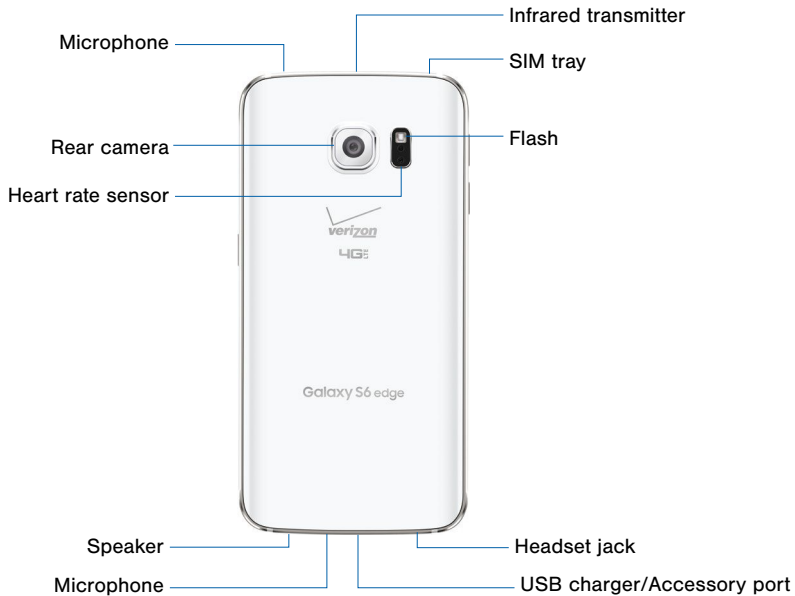 Infrared transmitter
Microphone
SIM tray
Rear camera
Flash
Heart rate sensor
verizon
4G LTE
Galaxy S6 edge
Speaker
Headset jack
Microphone
USB charger/Accessory port